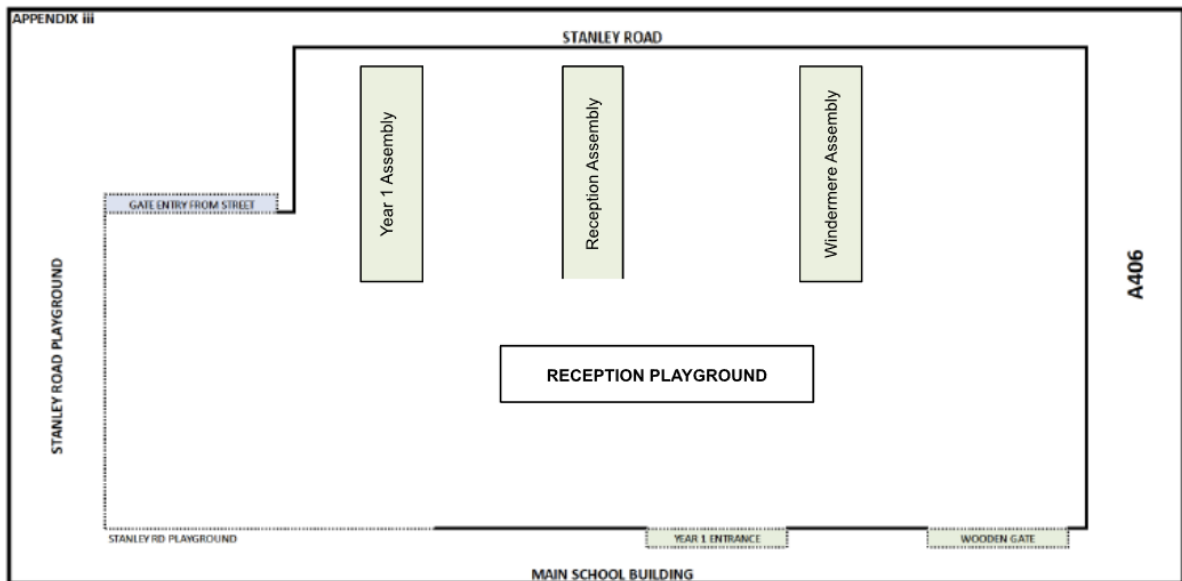 APPENDIX iii
STANLEY ROAD
Year 1 Assembly
Reception Assembly
Windermere Assembly
GATE ENTRY FROM STREET
STANLEY ROAD PLAYGROUND
A406
RECEPTION PLAYGROUND
STANLEY RD PLAYGROUND
YEAR 1 ENTRANCE
WOODEN GATE
MAIN SCHOOL BUILDING